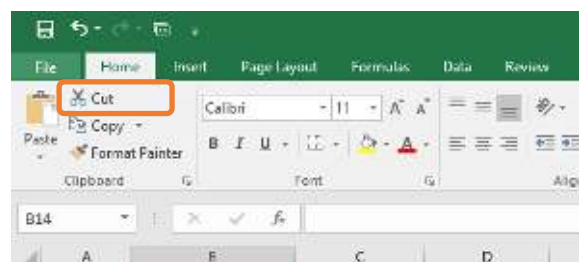 File Home Insert Page Layout Formulas Data Review
Cut
Calibri 11 A A
Copy
Paste
Format Painter
B I U A
Clipboard Font Alig
B14 fx
A B C D